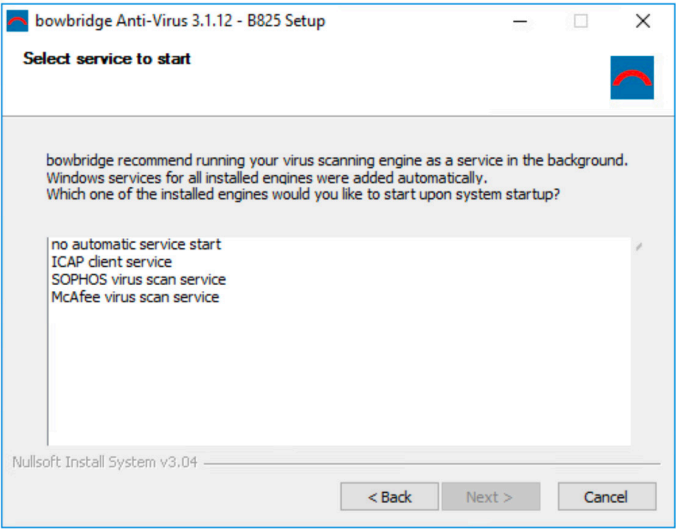 bowbridge Anti-Virus 3.1.12 - B825 Setup
Select service to start
bowbridge recommend running your virus scanning engine as a service in the background.
Windows services for all installed engines were added automatically.
Which one of the installed engines would you like to start upon system startup?
no automatic service start
ICAP client service
SOPHOS virus scan service
McAfee virus scan service
Nullsoft Install System v3.04
< Back
Next >
Cancel